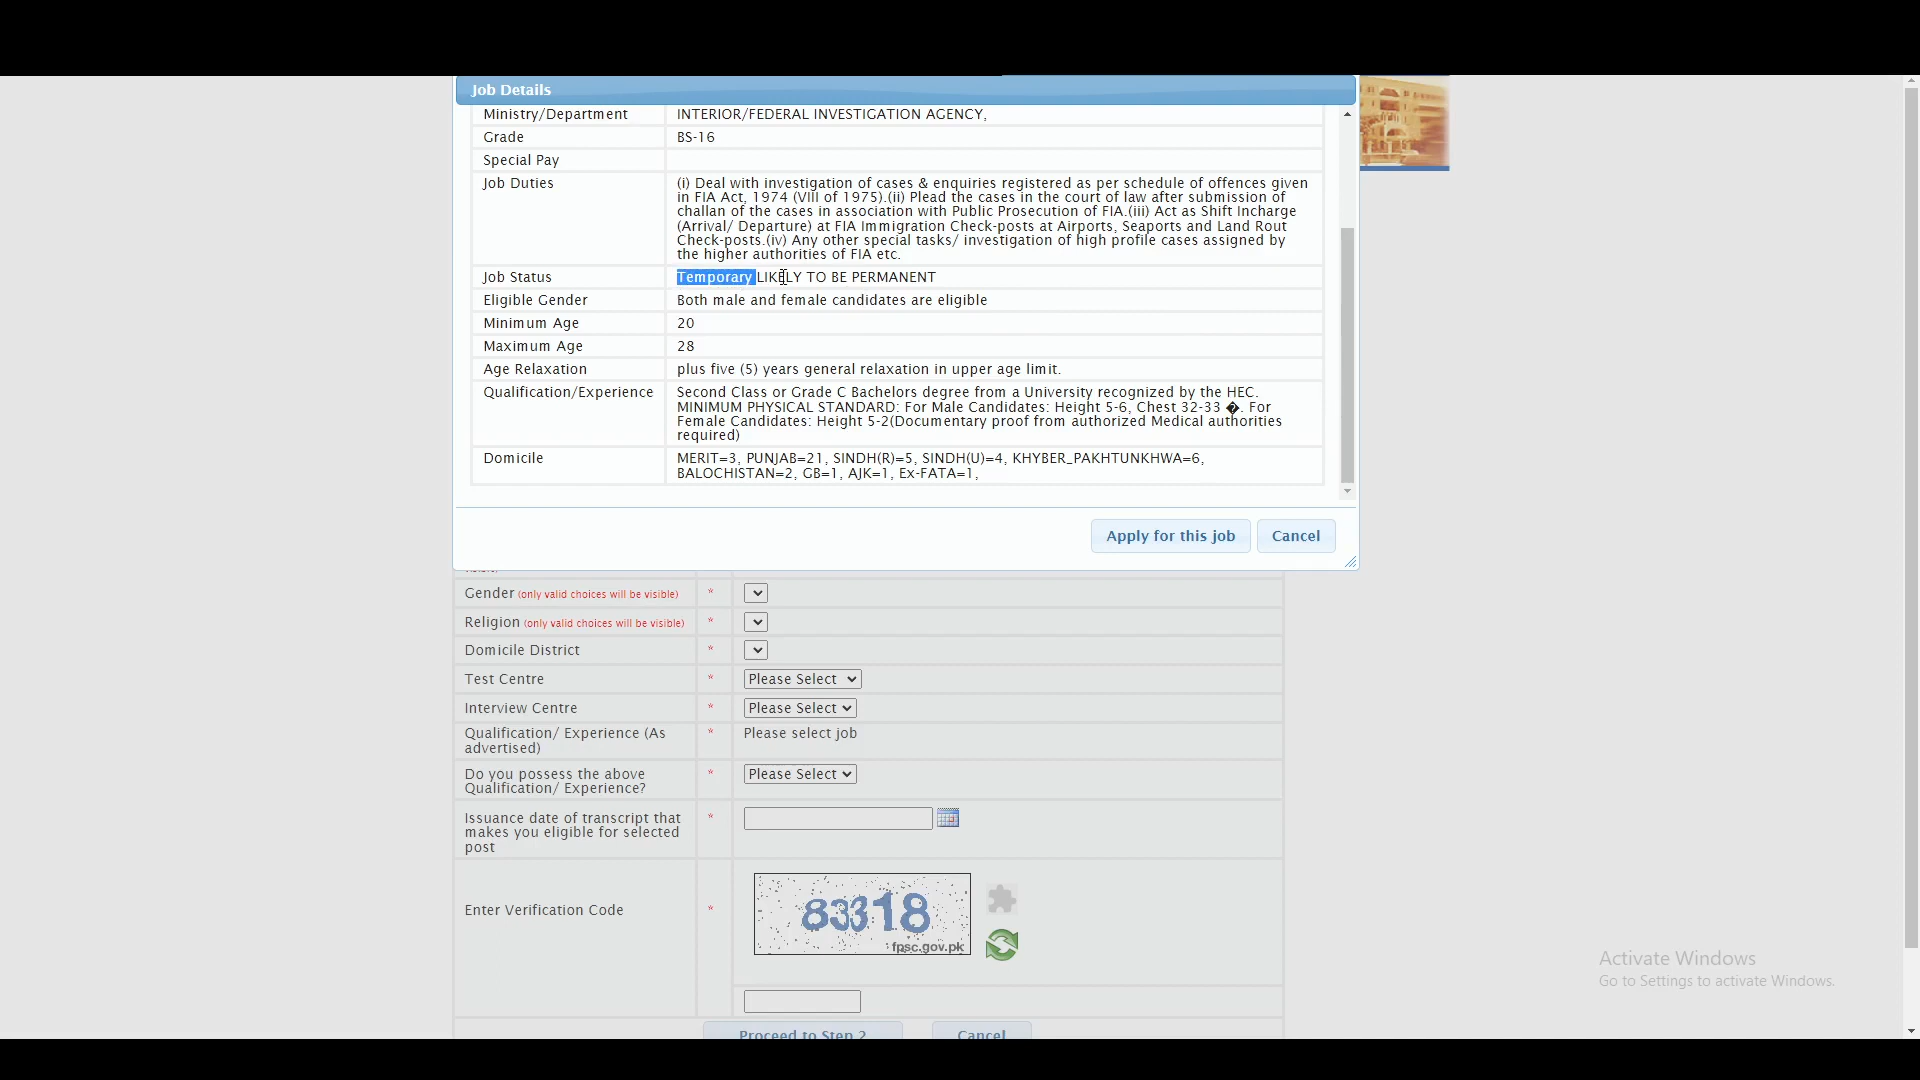 Job Details
Ministry/Department INTERIOR/FEDERAL INVESTIGATION AGENCY,
Grade BS-16
Special Pay
Job Duties (i) Deal with investigation of cases & enquiries registered as per schedule of offences given
in FIA Act, 1974 (VIII of 1975).(ii) Plead the cases in the court of law after submission of
challan of the cases in association with Public Prosecution of FIA.(iii) Act as Shift Incharge
(Arrival/ Departure) at FIA Immigration Check-posts at Airports, Seaports and Land Rout
Check-posts.(iv) Any other special tasks/ investigation of high profile cases assigned by
the higher authorities of FIA etc.
Job Status Temporary LIKELY TO BE PERMANENT
Eligible Gender Both male and female candidates are eligible
Minimum Age 20
Maximum Age 28
Age Relaxation plus five (5) years general relaxation in upper age limit.
Qualification/Experience Second Class or Grade C Bachelors degree from a University recognized by the HEC.
MINIMUM PHYSICAL STANDARD: For Male Candidates: Height 5-6, Chest 32-33 �. For
Female Candidates: Height 5-2(Documentary proof from authorized Medical authorities
required)
Domicile MERIT=3, PUNJAB=21, SINDH(R)=5, SINDH(U)=4, KHYBER_PAKHTUNKHWA=6,
BALOCHISTAN=2, GB=1, AJK=1, Ex-FATA=1,
Apply for this job Cancel
Gender (only valid choices will be visible) *
Religion (only valid choices will be visible) *
Domicile District *
Test Centre * Please Select
Interview Centre * Please Select
Qualification/ Experience (As * Please select job
advertised)
Do you possess the above * Please Select
Qualification/ Experience?
Issuance date of transcript that *
makes you eligible for selected
post
Enter Verification Code * 83318
fpsc.gov.pk
Activate Windows
Go to Settings to activate Windows.
Proceed to Step 2 Cancel